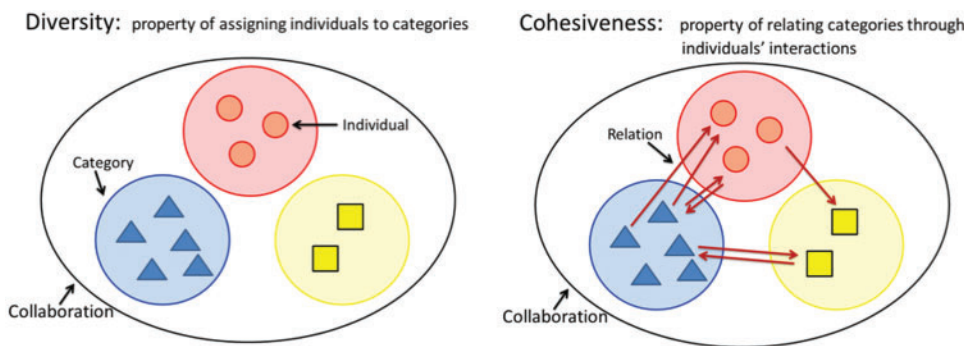 Diversity: property of assigning individuals to categories
Individual
Category
Collaboration
Cohesiveness: property of relating categories through
individuals' interactions
Relation
Collaboration